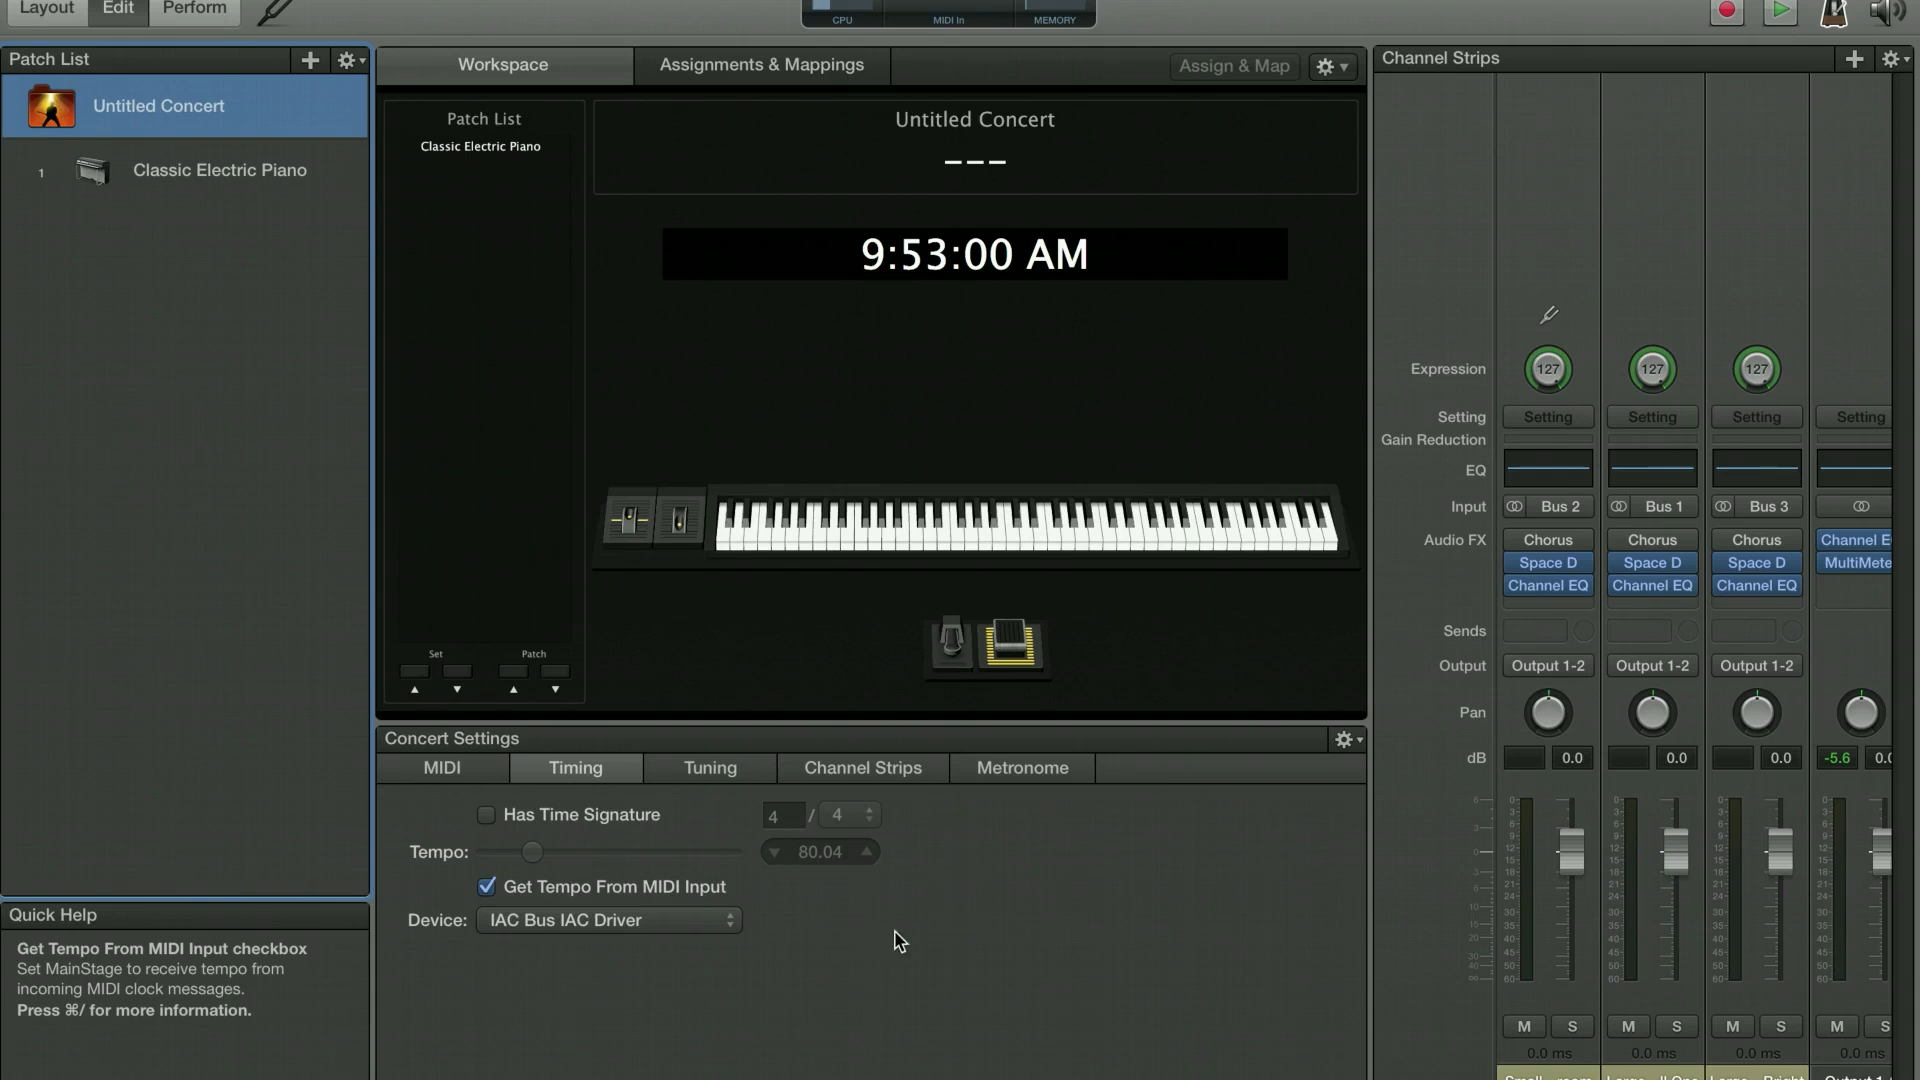 Layout
Edit
Perform
CPU
MIDI In
MEMORY
Patch List
Untitled Concert
1
Classic Electric Piano
Workspace
Assignments & Mappings
Assign & Map
Patch List
Classic Electric Piano
Untitled Concert
– – –
9:53:00 AM
Set
Patch
Channel Strips
Expression
127
127
127
Setting
Setting
Setting
Setting
Setting
Gain Reduction
EQ
Input
Bus 2
Bus 1
Bus 3
Audio FX
Chorus
Chorus
Chorus
Channel E
Space D
Space D
Space D
MultiMete
Channel EQ
Channel EQ
Channel EQ
Sends
Output
Output 1-2
Output 1-2
Output 1-2
Pan
dB
0.0
0.0
0.0
-5.6
0.0
M
S
M
S
M
S
M
S
0.0 ms
0.0 ms
0.0 ms
0.0 ms
Concert Settings
MIDI
Timing
Tuning
Channel Strips
Metronome
Has Time Signature
4 / 4
Tempo:
80.04
Get Tempo From MIDI Input
Device:
IAC Bus IAC Driver
Quick Help
Get Tempo From MIDI Input checkbox
Set MainStage to receive tempo from
incoming MIDI clock messages.
Press ⌘/ for more information.